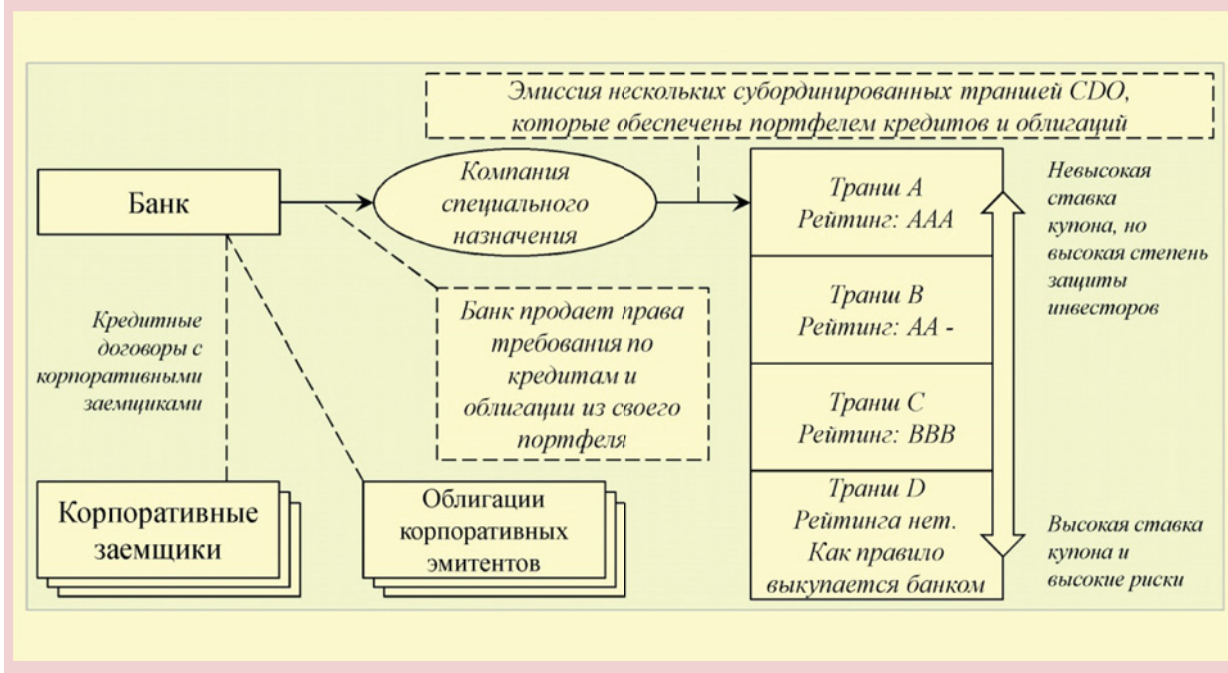 Эмиссия нескольких субординированных траншей CDO,
которые обеспечены портфелем кредитов и облигаций
Банк
Компания
специального
назначения
Транш A
Рейтинг: AAA
Невысокая
ставка
купона, но
высокая степень
защиты
инвесторов
Кредитные
договоры с
корпоративными
заемщиками
Банк продает права
требования по
кредитам и
облигации из своего
портфеля
Транш B
Рейтинг: AA -
Транш C
Рейтинг: BBB
Корпоративные
заемщики
Облигации
корпоративных
эмитентов
Транш D
Рейтинга нет.
Как правило
выкупается банком
Высокая ставка
купона и
высокие риски